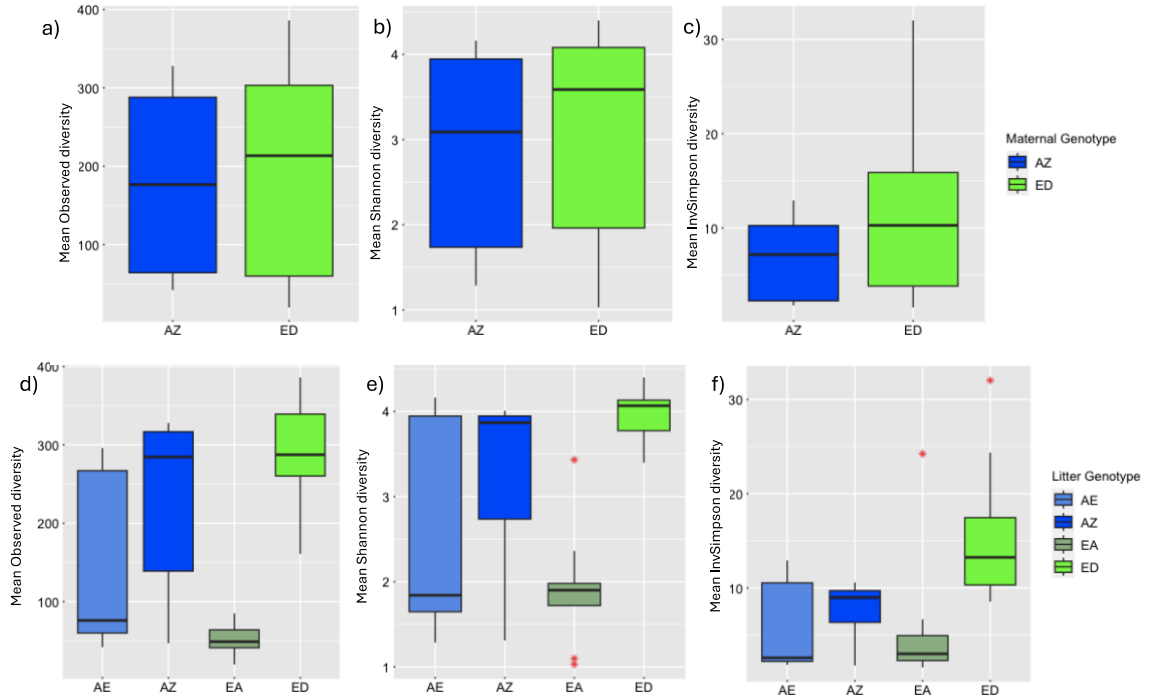 a)
Mean Observed diversity
400
300
200
100
AZ
ED
b)
Mean Shannon diversity
4
3
2
1
AZ
ED
c)
Mean InvSimpson diversity
30
20
10
AZ
ED
Maternal Genotype
AZ
ED
d)
Mean Observed diversity
400
300
200
100
AE
AZ
EA
ED
e)
Mean Shannon diversity
4
3
2
1
AE
AZ
EA
ED
f)
Mean InvSimpson diversity
30
20
10
AE
AZ
EA
ED
Litter Genotype
AE
AZ
EA
ED